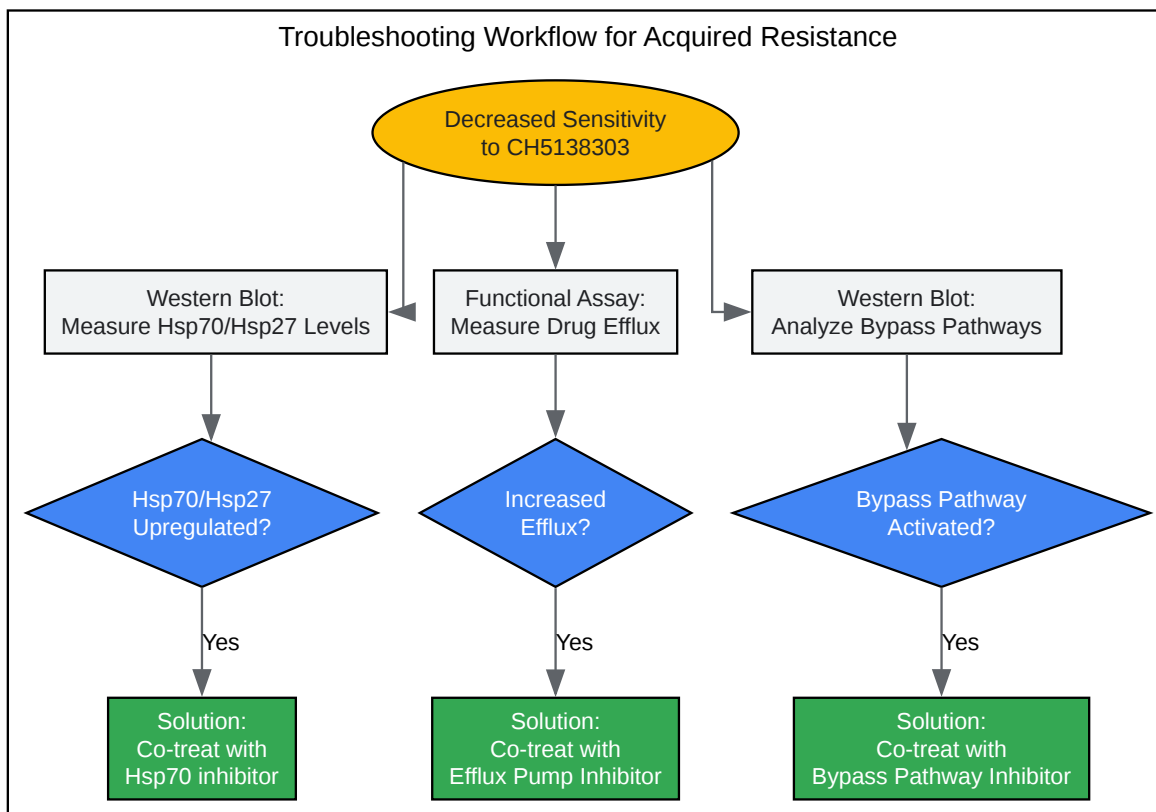 Troubleshooting Workflow for Acquired Resistance
Decreased Sensitivity
to CH5138303
Western Blot:
Measure Hsp70/Hsp27 Levels
Functional Assay:
Measure Drug Efflux
Western Blot:
Analyze Bypass Pathways
Hsp70/Hsp27
Upregulated?
Increased
Efflux?
Bypass Pathway
Activated?
Yes
Yes
Yes
Solution:
Co-treat with
Hsp70 inhibitor
Solution:
Co-treat with
Efflux Pump Inhibitor
Solution:
Co-treat with
Bypass Pathway Inhibitor